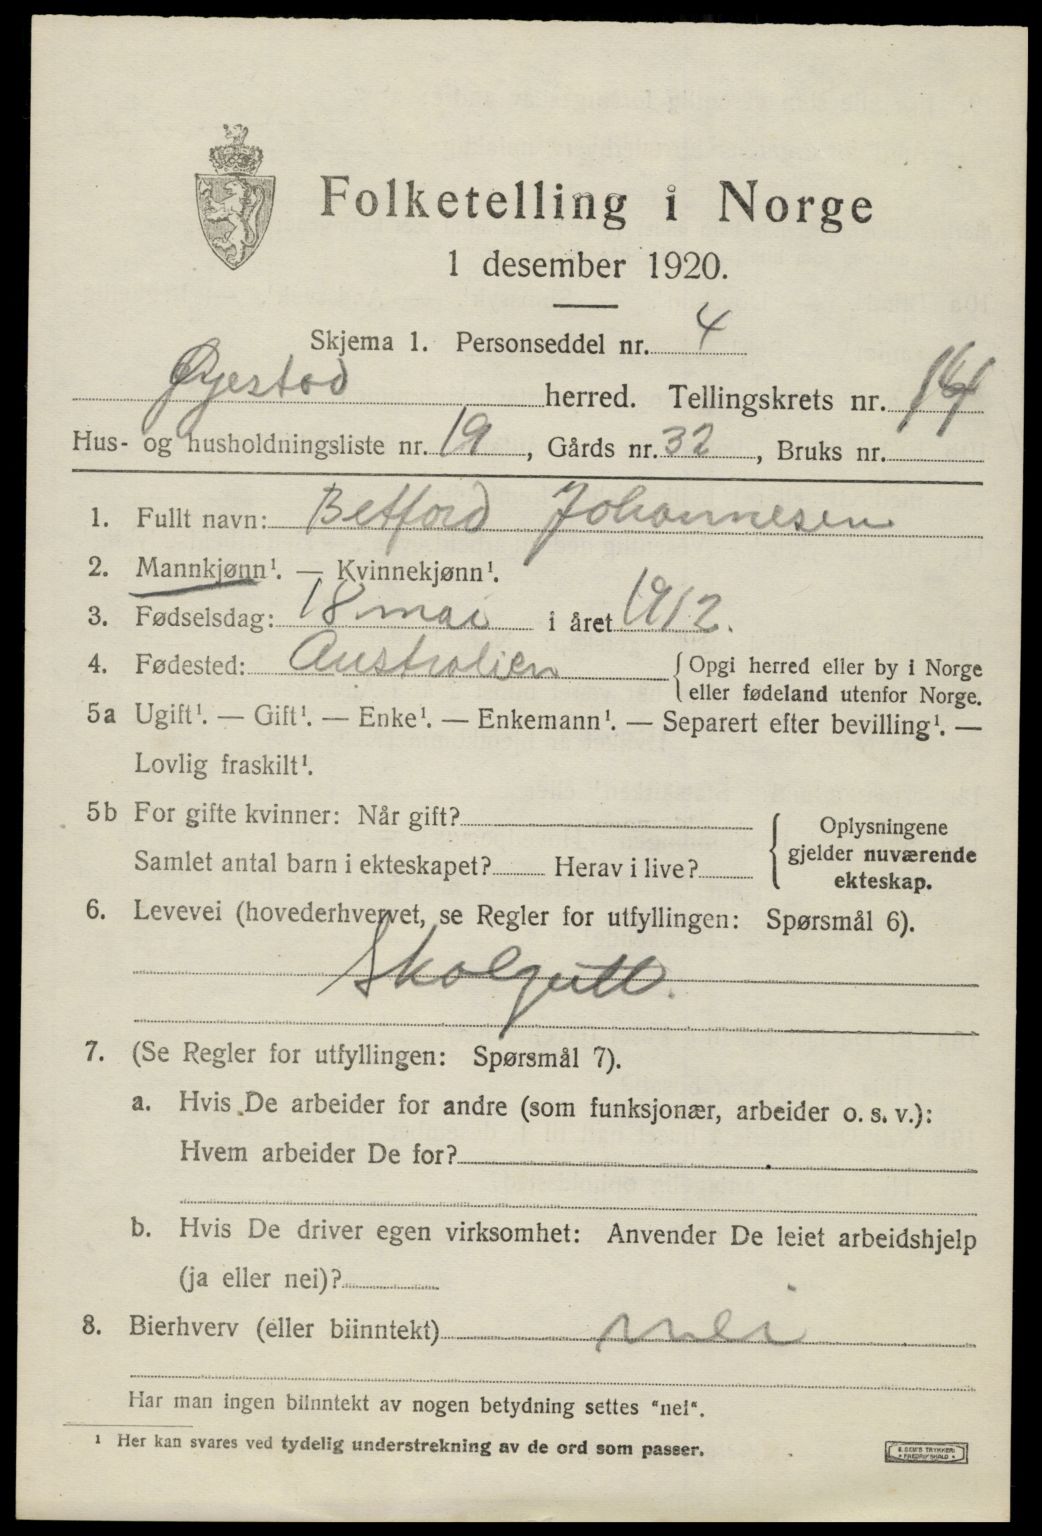 Folketelling i Norge
1 desember 1920.
Skjema 1. Personseddel nr. 4
Øyestad herred. Tellingskrets nr.
Hus- og husholdningsliste nr. 19, Gårds nr. 32, Bruks nr.
1. Fullt navn: Betford Johannesen
2. Mannkjønn¹. — Kvinnekjønn¹.
3. Fødselsdag: 18 mai i året 1912.
4. Fødested: Australien {Opgi herred eller by i Norge
eller fødeland utenfor Norge.
5a Ugift¹. — Gift¹. — Enke¹. — Enkemann¹. — Separert efter bevilling¹. —
Lovlig fraskilt¹.
5b For gifte kvinner: Når gift?
Samlet antal barn i ekteskapet? Herav i live?
{Oplysningene
gjelder nuværende
ekteskap.
6. Levevei (hovederhvervet, se Regler for utfyllingen: Spørsmål 6).
Skolgutt.
7. (Se Regler for utfyllingen: Spørsmål 7).
a. Hvis De arbeider for andre (som funksjonær, arbeider o. s. v.):
Hvem arbeider De for?
b. Hvis De driver egen virksomhet: Anvender De leiet arbeidshjelp
(ja eller nei)?
8. Bierhverv (eller biinntekt) nei
Har man ingen biinntekt av nogen betydning settes "nei".
¹ Her kan svares ved tydelig understrekning av de ord som passer.
E. SEM'S TRYKKERI
FREDRIKSHALD